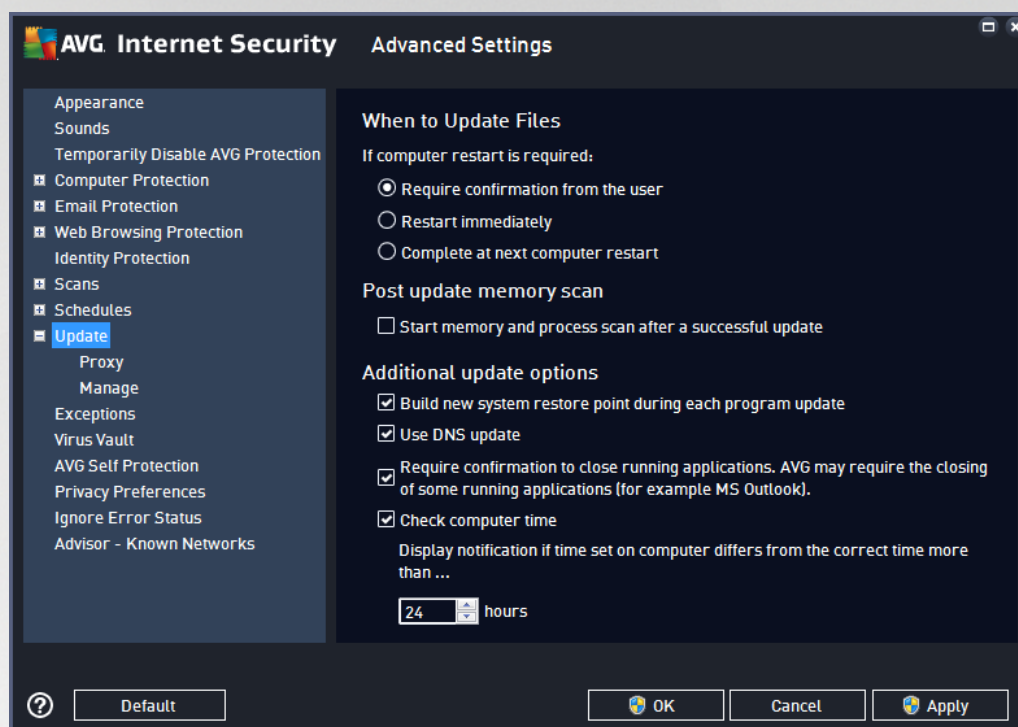 AVG. Internet Security Advanced Settings
Appearance
Sounds
Temporarily Disable AVG Protection
Computer Protection
Email Protection
Web Browsing Protection
Identity Protection
Scans
Schedules
Update
Proxy
Manage
Exceptions
Virus Vault
AVG Self Protection
Privacy Preferences
Ignore Error Status
Advisor - Known Networks
When to Update Files
If computer restart is required:
Require confirmation from the user
Restart immediately
Complete at next computer restart
Post update memory scan
Start memory and process scan after a successful update
Additional update options
Build new system restore point during each program update
Use DNS update
Require confirmation to close running applications. AVG may require the closing
of some running applications (for example MS Outlook).
Check computer time
Display notification if time set on computer differs from the correct time more
than ...
24 hours
? Default OK Cancel Apply